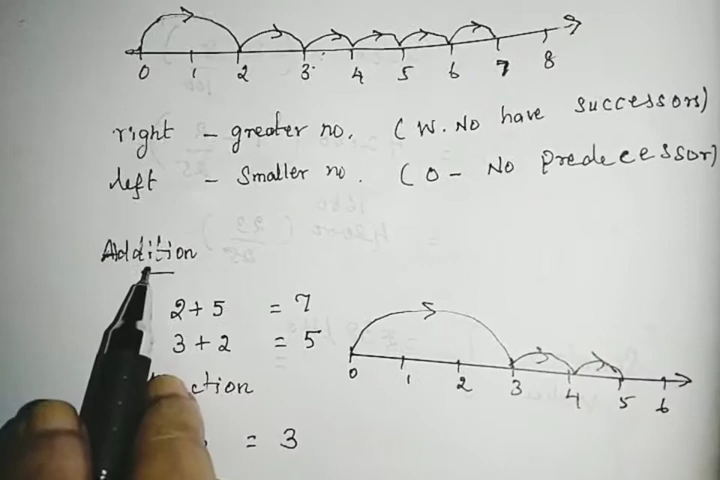 0 1 2 3 4 5 6 7 8
right – greater no. (W. No have successors)
left – smaller no. (0 – No predecessor)
Addition
2 + 5 = 7
3 + 2 = 5
0 1 2 3 4 5 6
ction
= 3